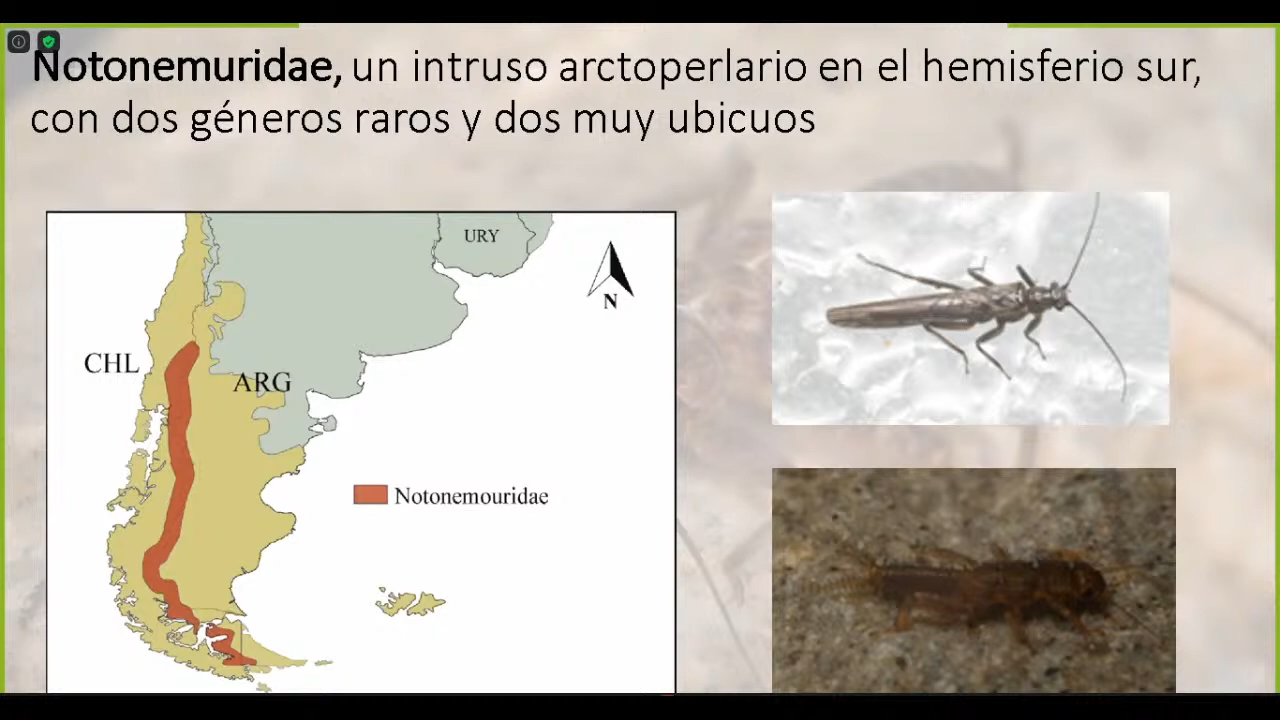 Notonemuridae, un intruso arctoperlario en el hemisferio sur,
con dos géneros raros y dos muy ubicuos
URY
N
CHL
ARG
Notonemouridae